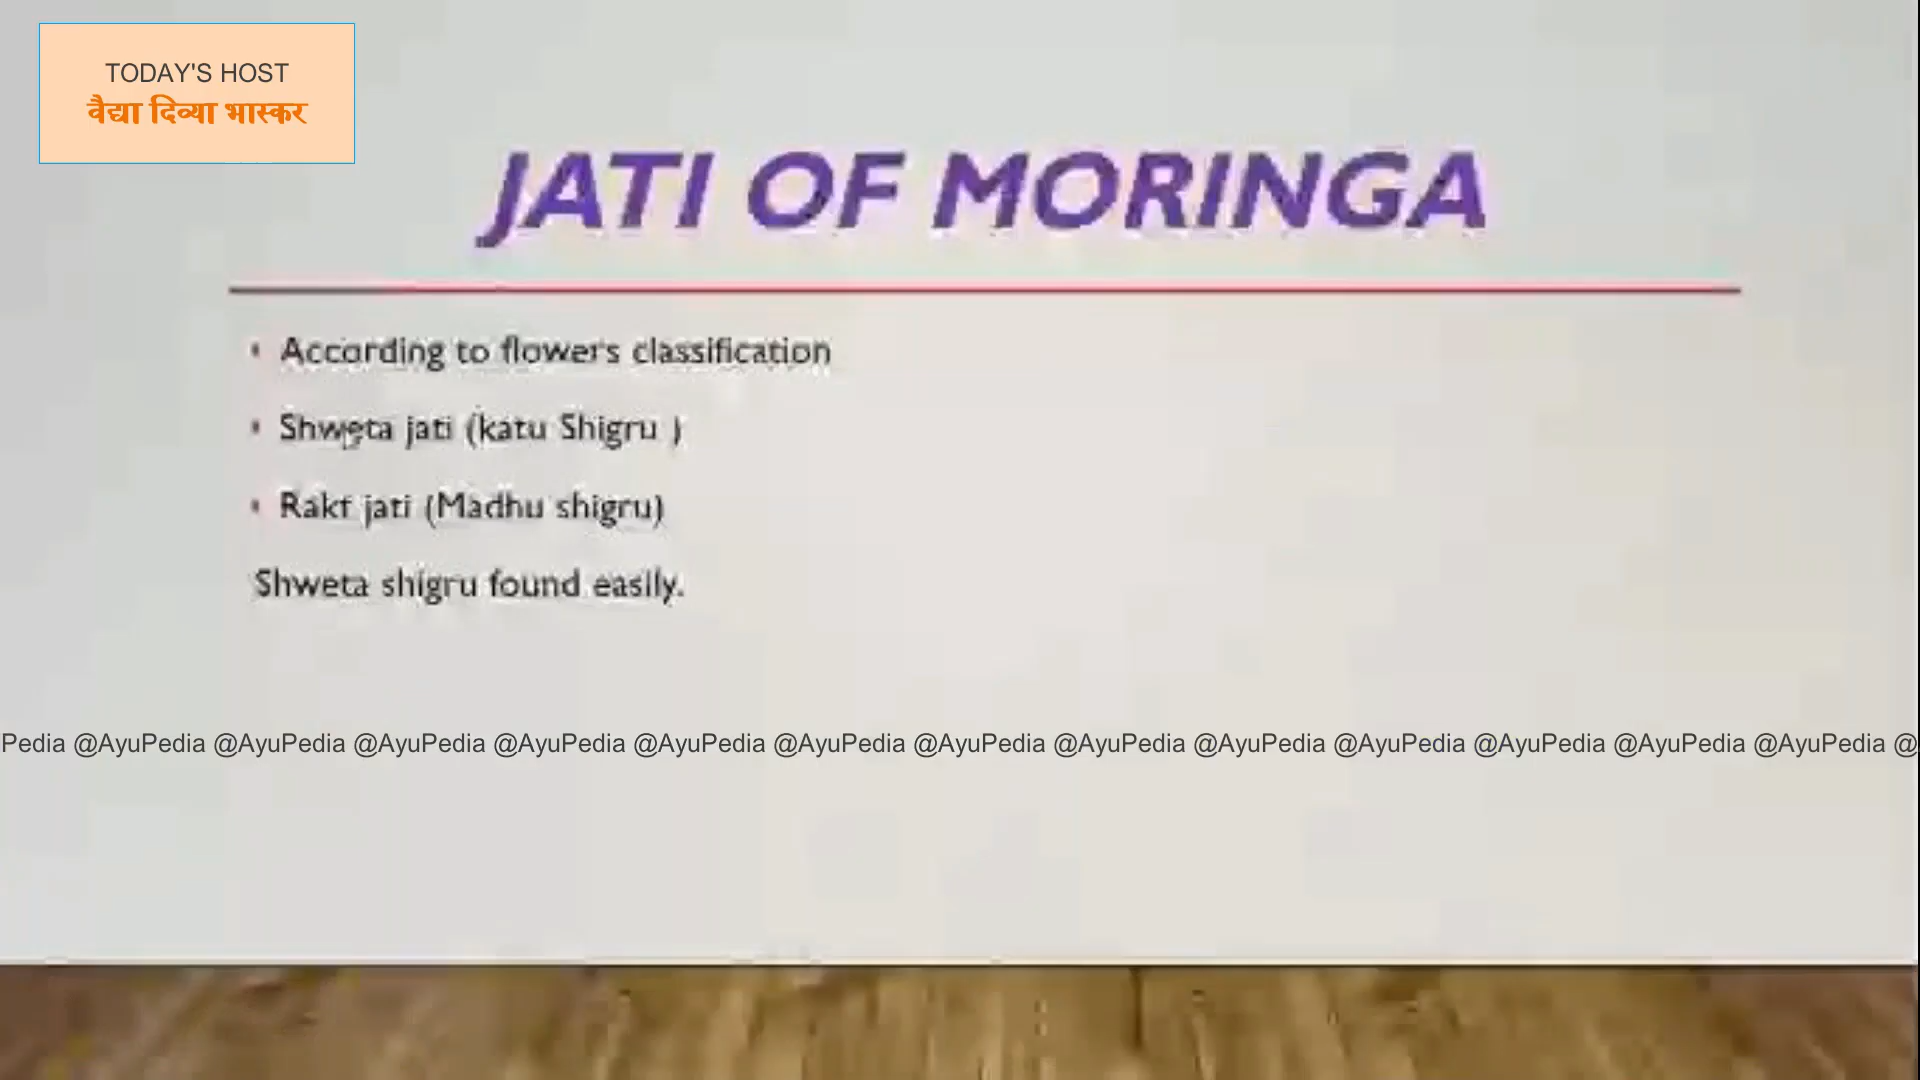 TODAY'S HOST
वैद्या दिव्या भास्कर
JATI OF MORINGA
• According to flowers classification
• Shweta jati (katu Shigru )
• Rakt jati (Madhu shigru)
Shweta shigru found easily.
Pedia @AyuPedia @AyuPedia @AyuPedia @AyuPedia @AyuPedia @AyuPedia @AyuPedia @AyuPedia @AyuPedia @AyuPedia @AyuPedia @AyuPedia @AyuPedia @